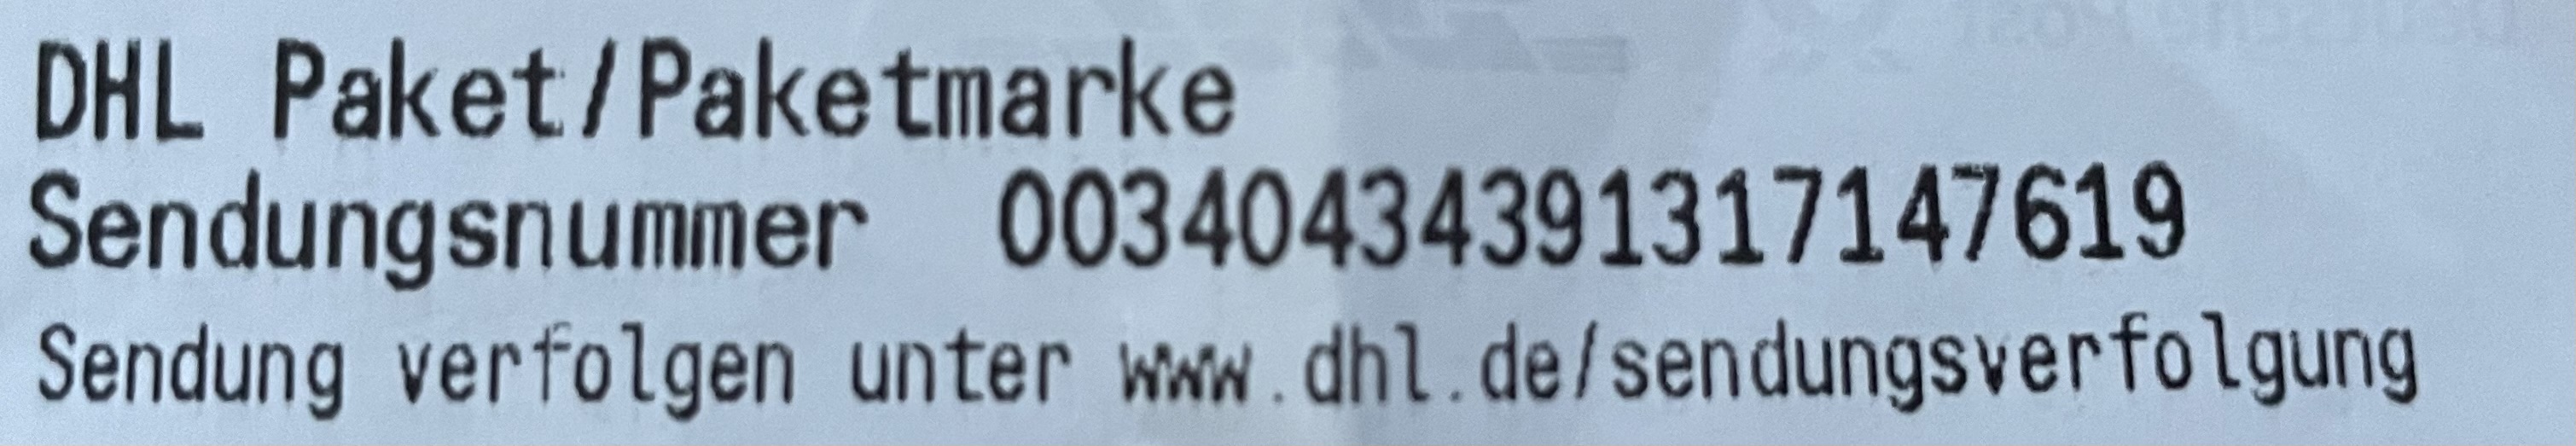 DHL Paket/Paketmarke
Sendungsnummer 00340434391317147619
Sendung verfolgen unter www.dhl.de/sendungsverfolgung